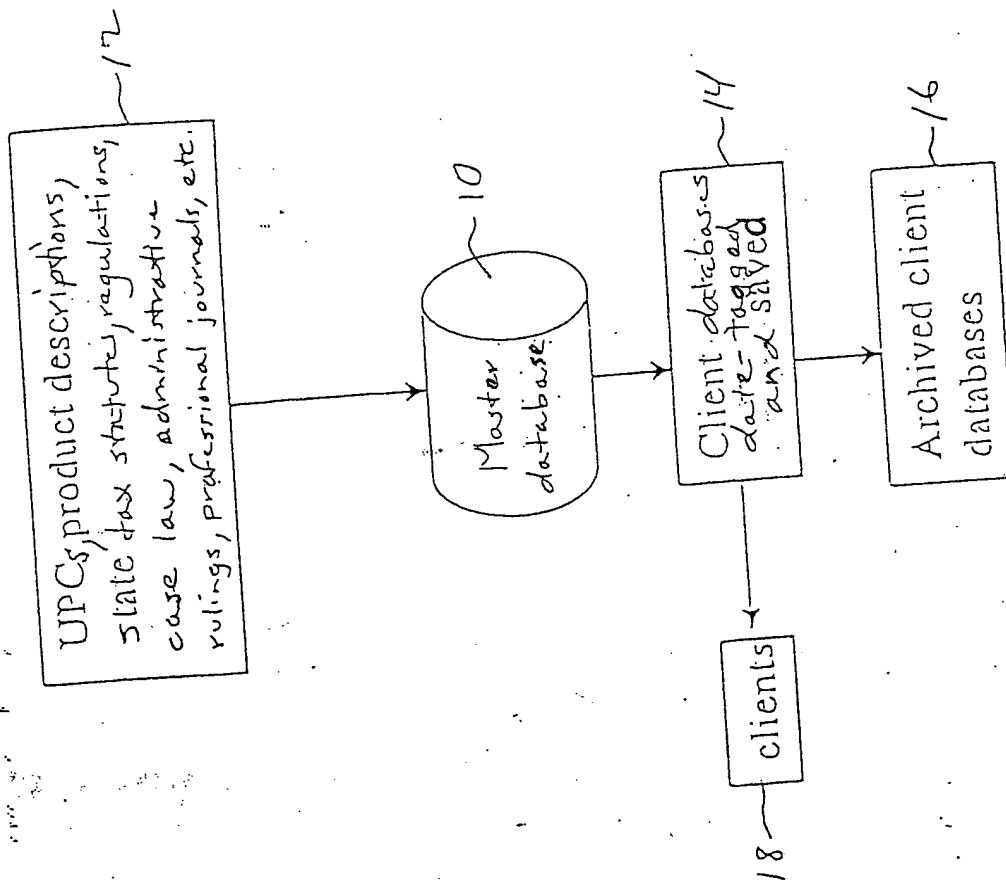 UPCs, product descriptions,
state tax statutes, regulations,
case law, administrative
rulings, professional journals, etc.
12
Master
database
10
Client databases
date-tagged
and saved
14
clients
18
Archived client
databases
16